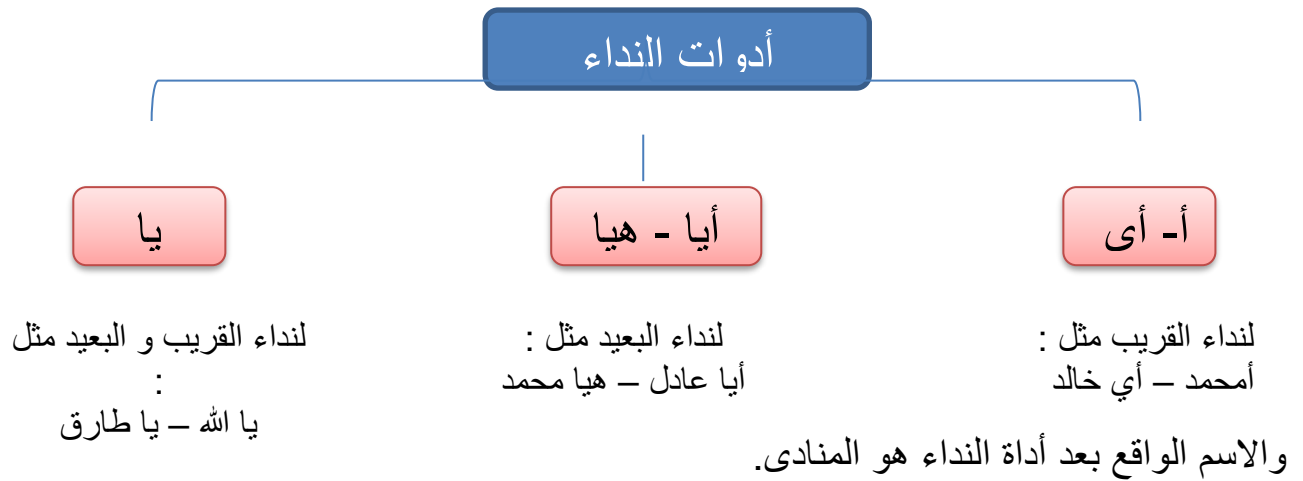 أدوات النداء
أ- أى
أيا - هيا
يا
لنداء القريب مثل :
أمحمد – أي خالد
لنداء البعيد مثل :
أيا عادل – هيا محمد
لنداء القريب و البعيد مثل
:
يا الله – يا طارق
والاسم الواقع بعد أداة النداء هو المنادى.